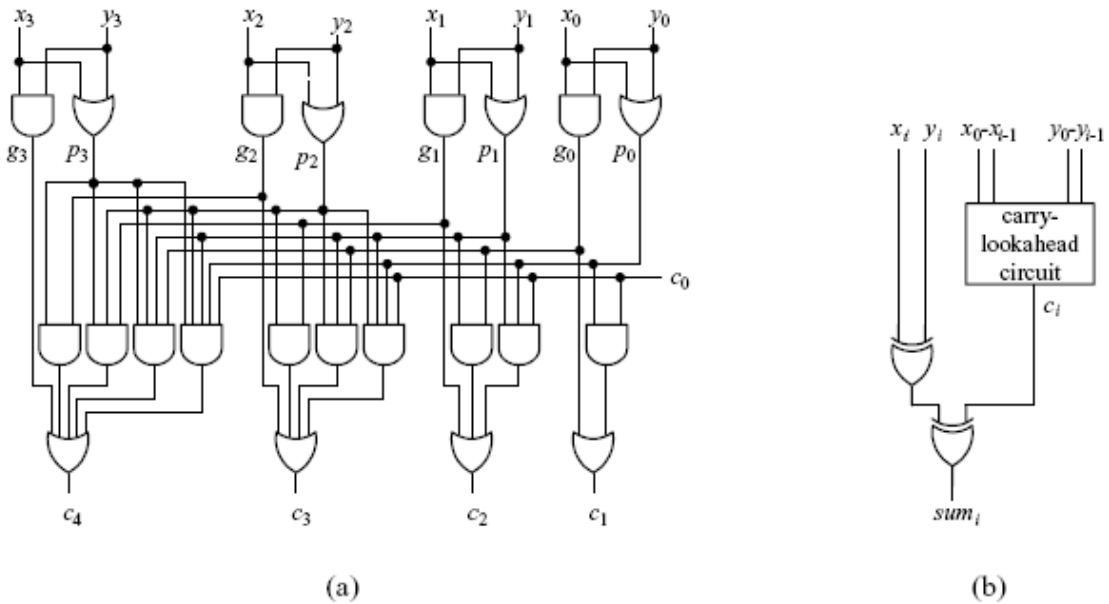 x₃ y₃ x₂ y₂ x₁ y₁ x₀ y₀
g₃ p₃ g₂ p₂ g₁ p₁ g₀ p₀
c₀
c₄ c₃ c₂ c₁
(a)
xᵢ yᵢ x₀-xᵢ₋₁ y₀-yᵢ₋₁
carry-
lookahead
circuit
cᵢ
sumᵢ
(b)